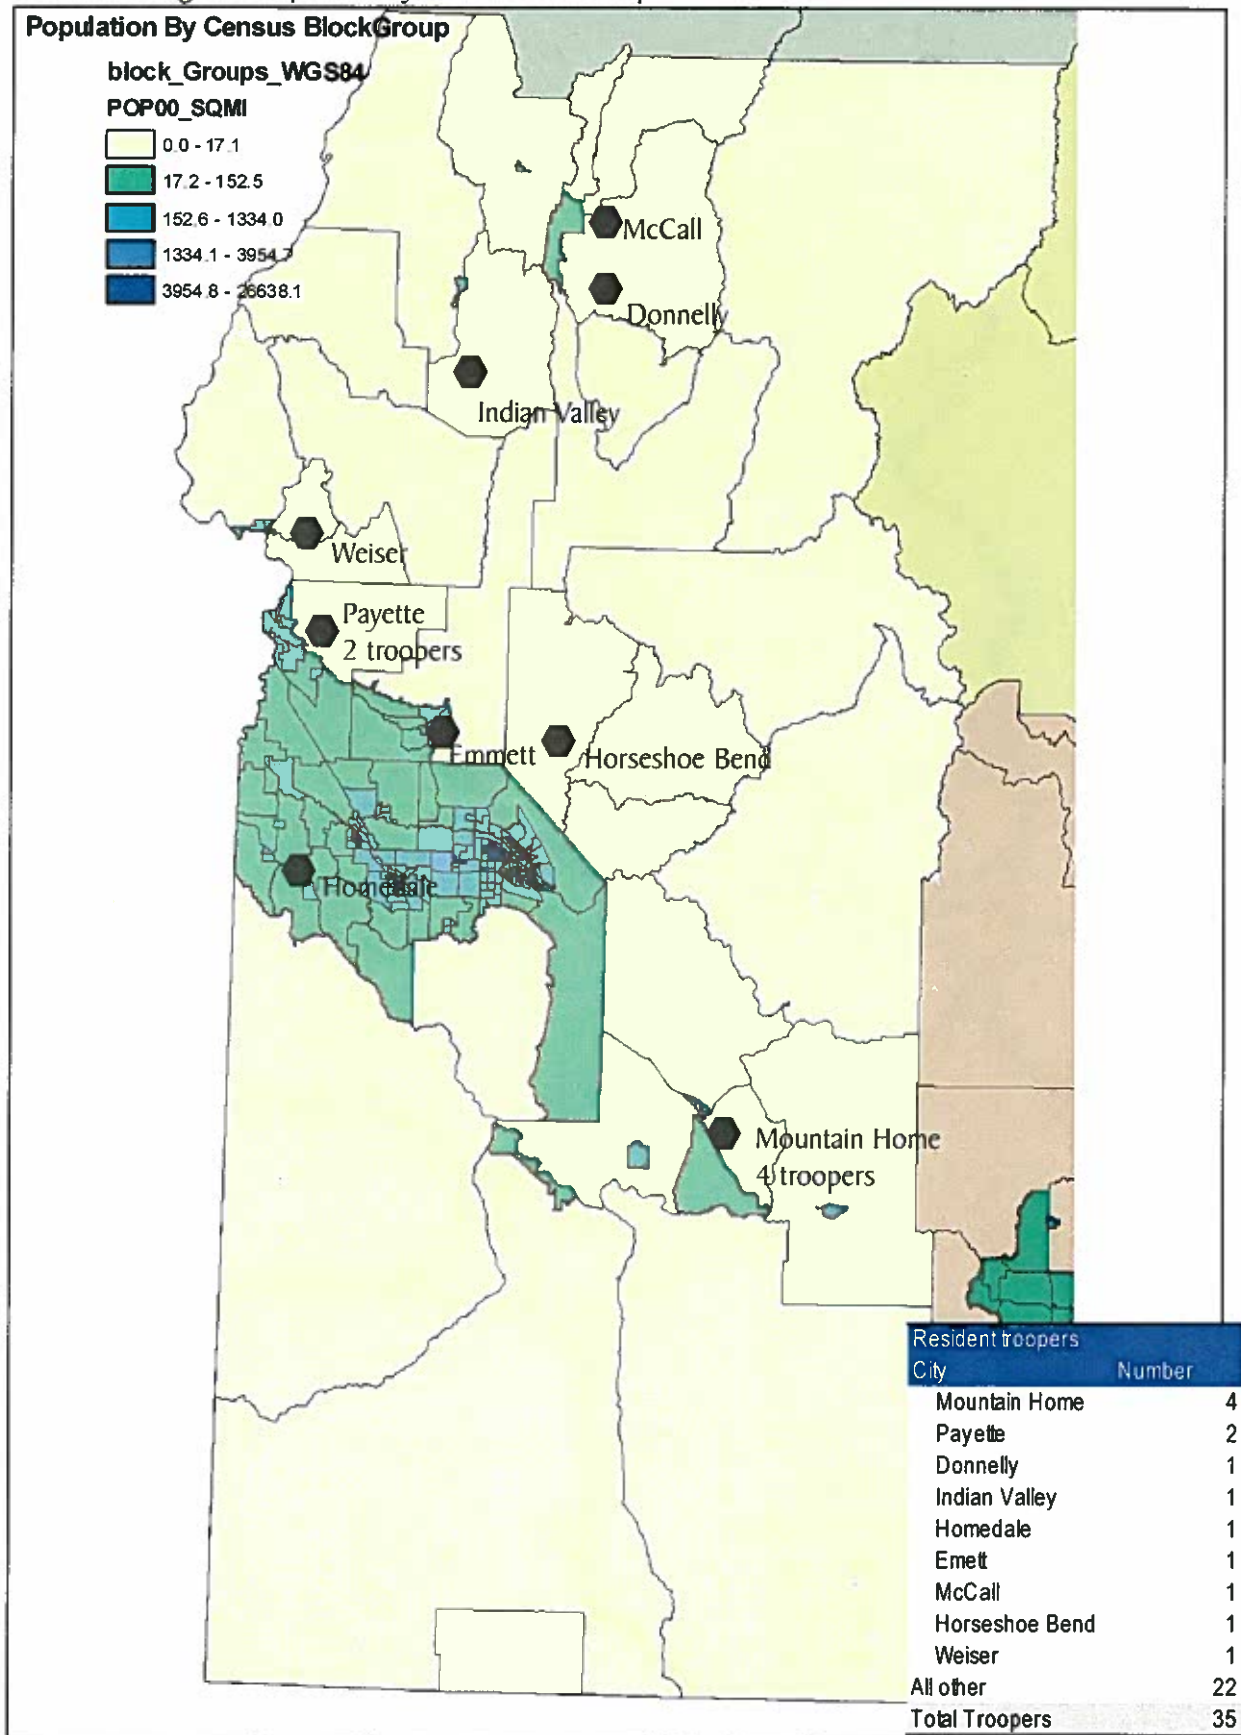 Population By Census BlockGroup
block_Groups_WGS84
POP00_SQMI
0.0 - 17.1
17.2 - 152.5
152.6 - 1334.0
1334.1 - 3954.7
3954.8 - 26638.1
McCall
Donnelly
Indian Valley
Weiser
Payette
2 troopers
Emmett
Horseshoe Bend
Homedale
Mountain Home
4 troopers
Resident troopers
City Number
Mountain Home 4
Payette 2
Donnelly 1
Indian Valley 1
Homedale 1
Emett 1
McCall 1
Horseshoe Bend 1
Weiser 1
All other 22
Total Troopers 35